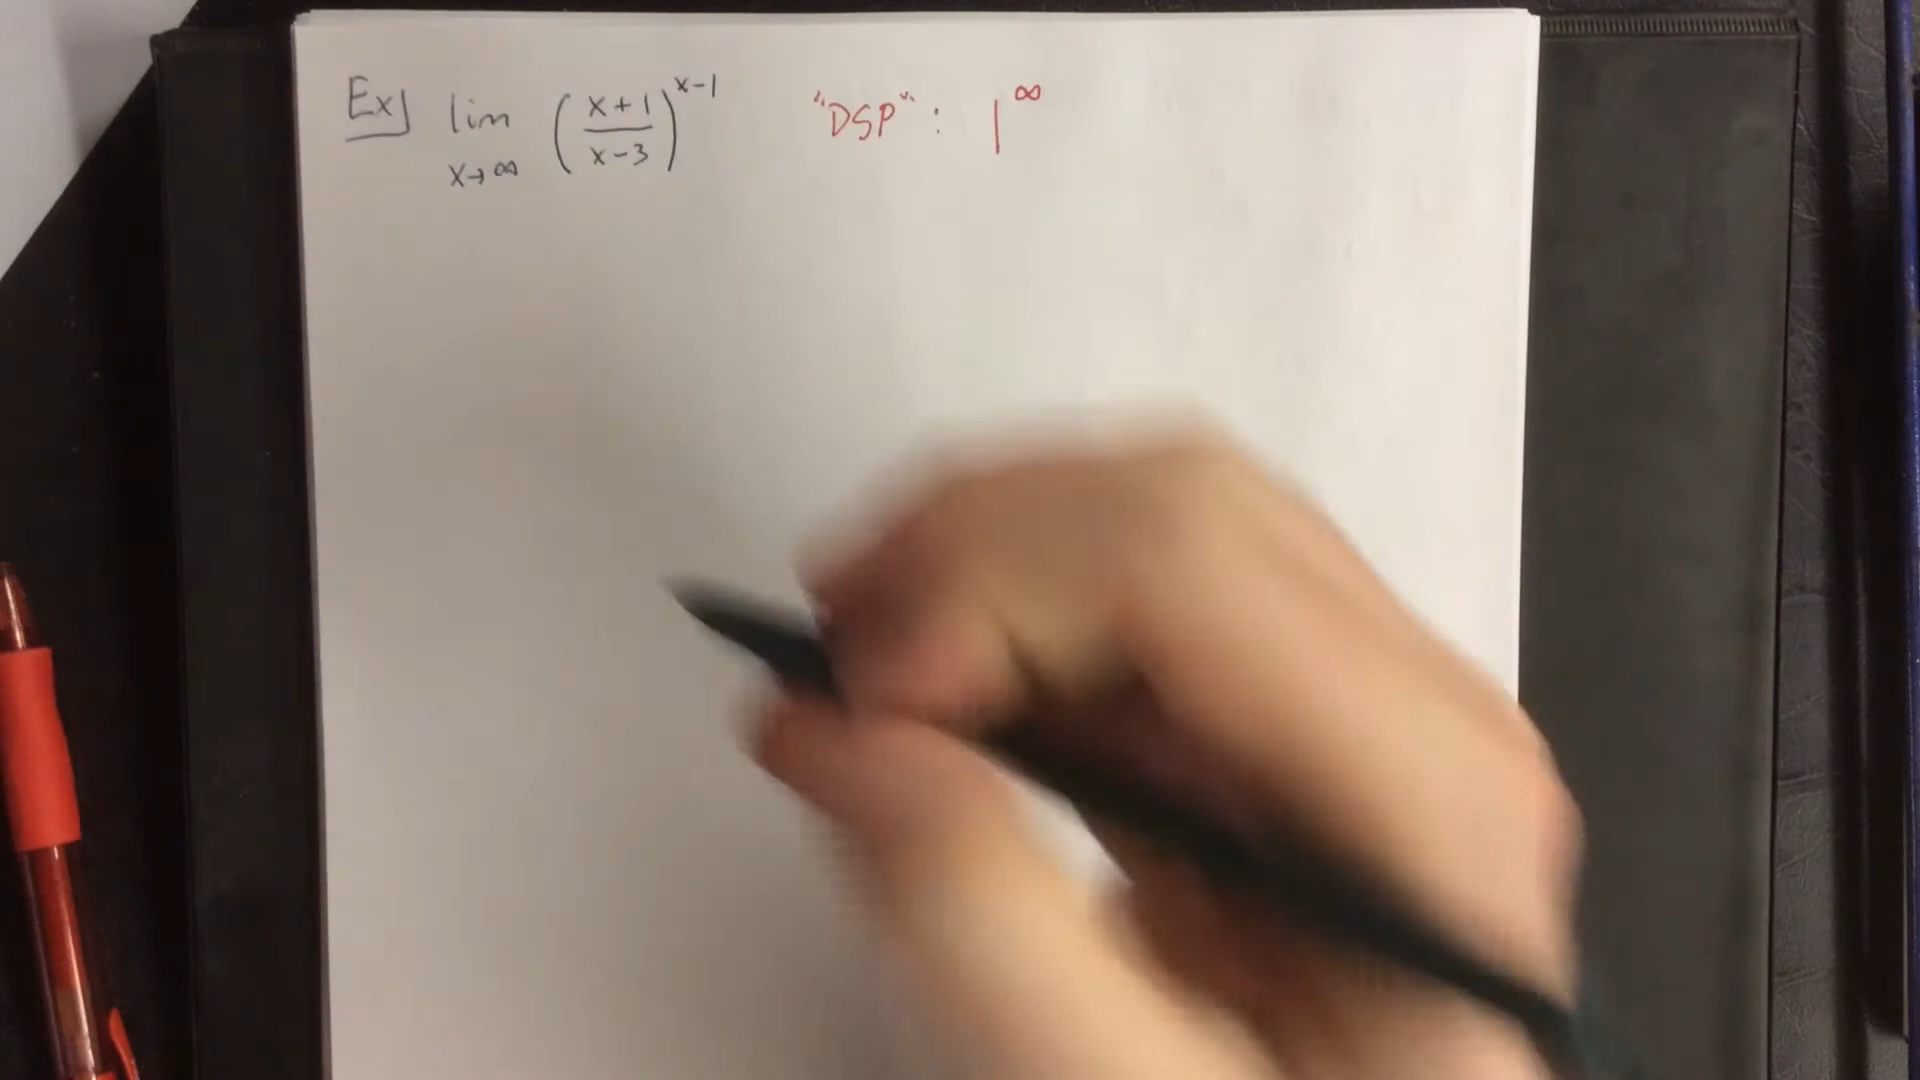 Ex] lim x→∞ ((x+1)/(x-3))^(x-1) "DSP": 1^∞